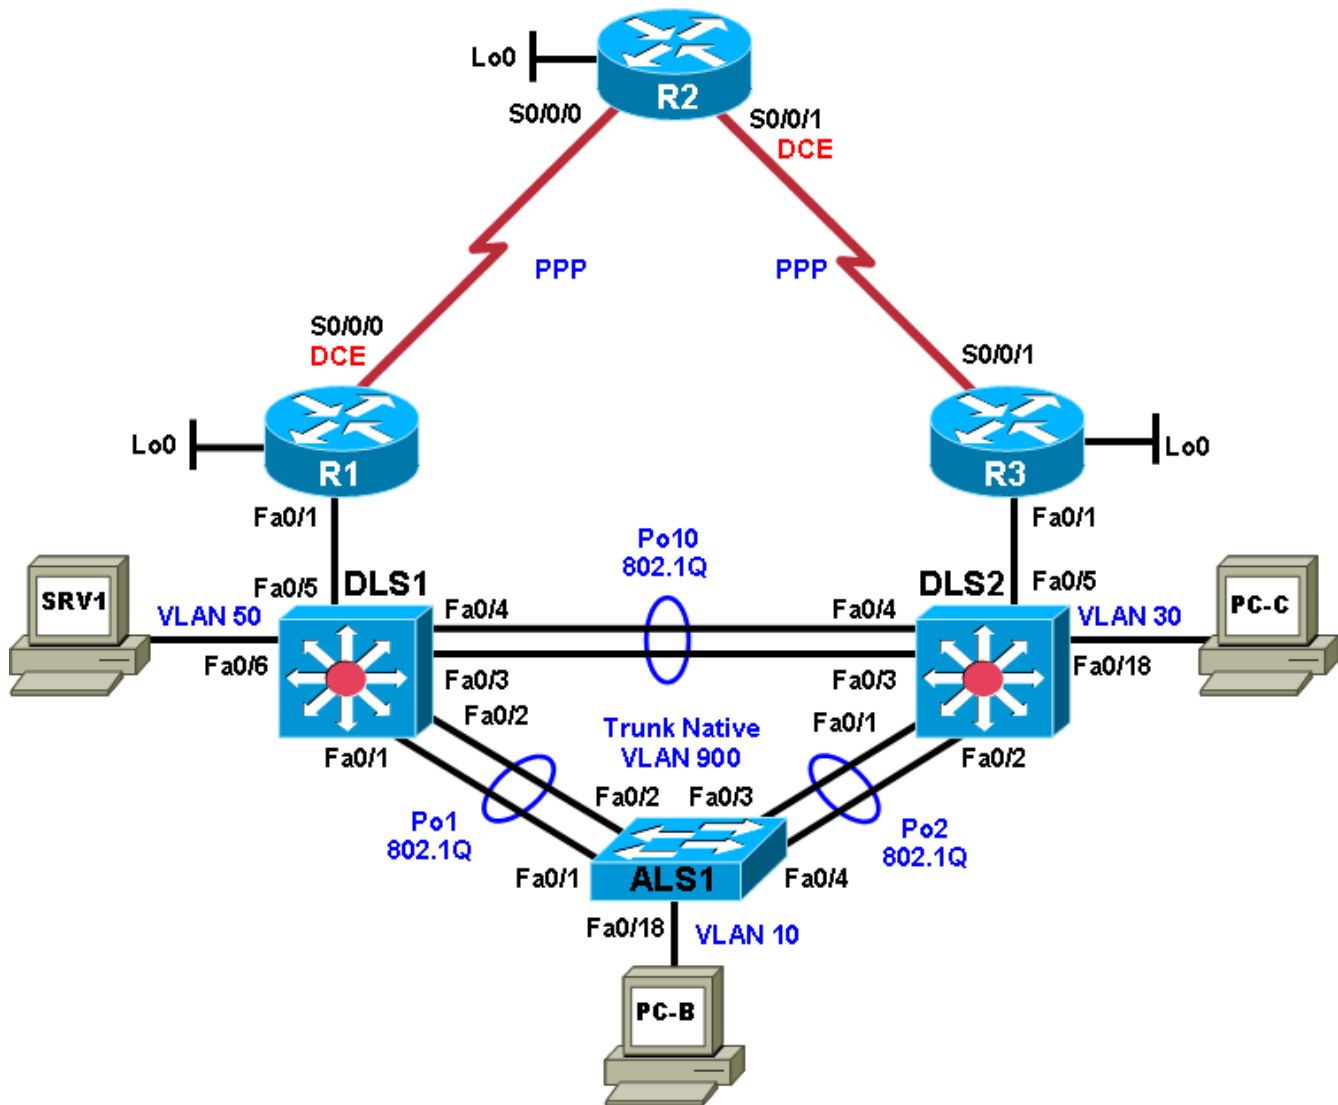 Lo0
R2
S0/0/0
S0/0/1
DCE
PPP
PPP
S0/0/0
DCE
S0/0/1
Lo0
R1
R3
Lo0
Fa0/1
Fa0/1
Po10
802.1Q
SRV1
VLAN 50
Fa0/5
DLS1
Fa0/4
Fa0/4
DLS2
Fa0/5
VLAN 30
PC-C
Fa0/6
Fa0/3
Fa0/3
Fa0/18
Fa0/2
Trunk Native
VLAN 900
Fa0/1
Fa0/1
Fa0/2
Fa0/2
Fa0/3
Po1
802.1Q
Po2
802.1Q
Fa0/1
ALS1
Fa0/4
Fa0/18
VLAN 10
PC-B